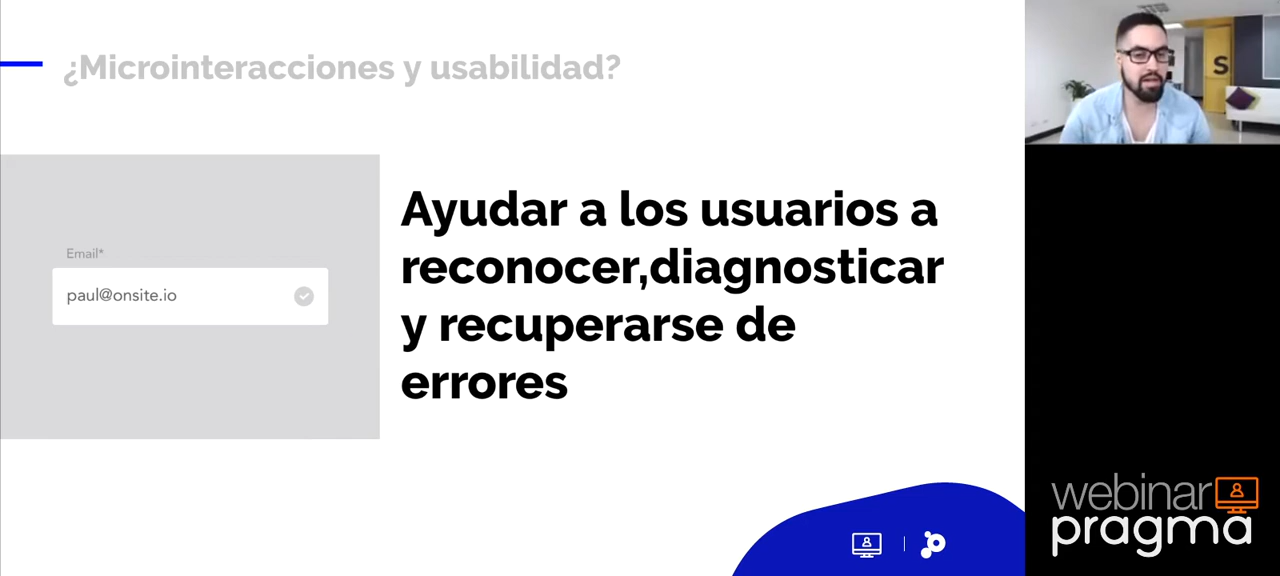 ¿Microinteracciones y usabilidad?
Email*
paul@onsite.io
Ayudar a los usuarios a
reconocer,diagnosticar
y recuperarse de
errores
S
webinar
pragma